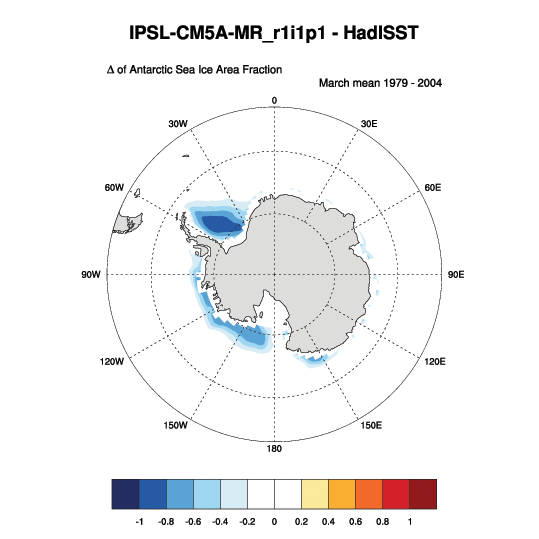 IPSL-CM5A-MR_r1i1p1 - HadISST
Δ of Antarctic Sea Ice Area Fraction
March mean 1979 - 2004
0
30W 30E
60W 60E
90W 90E
120W 120E
150W 150E
180
-1 -0.8 -0.6 -0.4 -0.2 0 0.2 0.4 0.6 0.8 1